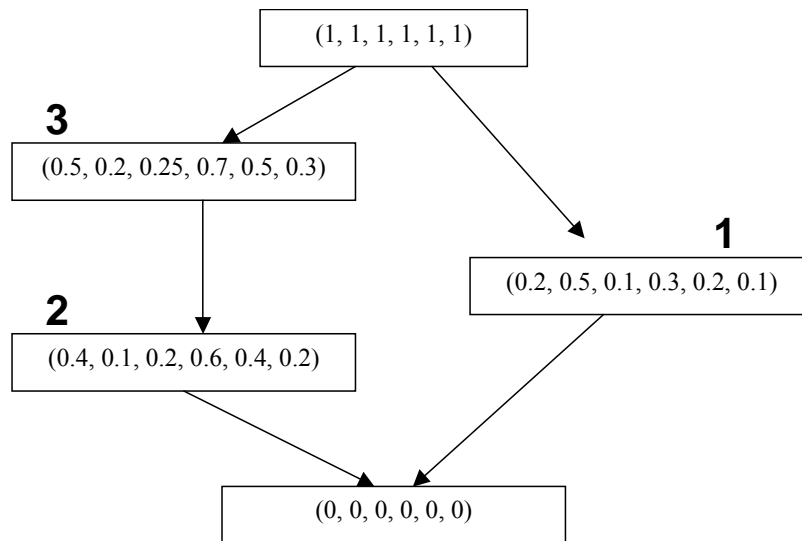 (1, 1, 1, 1, 1, 1)
3
(0.5, 0.2, 0.25, 0.7, 0.5, 0.3)
1
(0.2, 0.5, 0.1, 0.3, 0.2, 0.1)
2
(0.4, 0.1, 0.2, 0.6, 0.4, 0.2)
(0, 0, 0, 0, 0, 0)